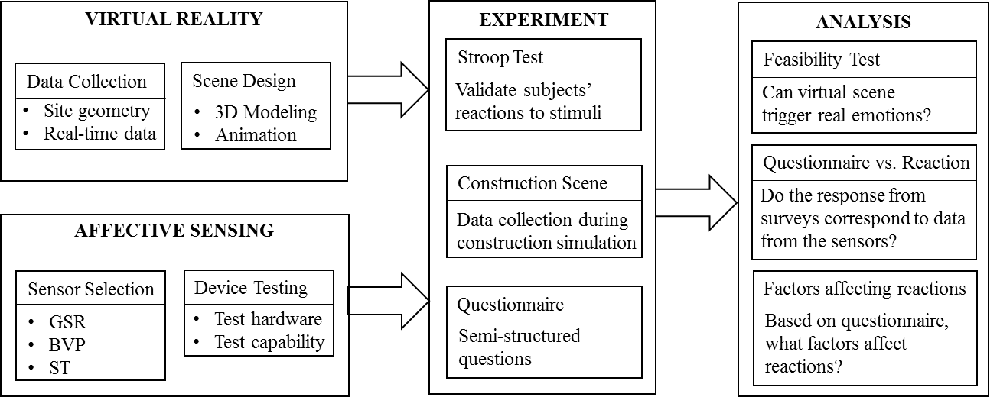 VIRTUAL REALITY
Data Collection
• Site geometry
• Real-time data
Scene Design
• 3D Modeling
• Animation
AFFECTIVE SENSING
Sensor Selection
• GSR
• BVP
• ST
Device Testing
• Test hardware
• Test capability
EXPERIMENT
Stroop Test
Validate subjects’
reactions to stimuli
Construction Scene
Data collection during
construction simulation
Questionnaire
Semi-structured
questions
ANALYSIS
Feasibility Test
Can virtual scene
trigger real emotions?
Questionnaire vs. Reaction
Do the response from
surveys correspond to data
from the sensors?
Factors affecting reactions
Based on questionnaire,
what factors affect
reactions?